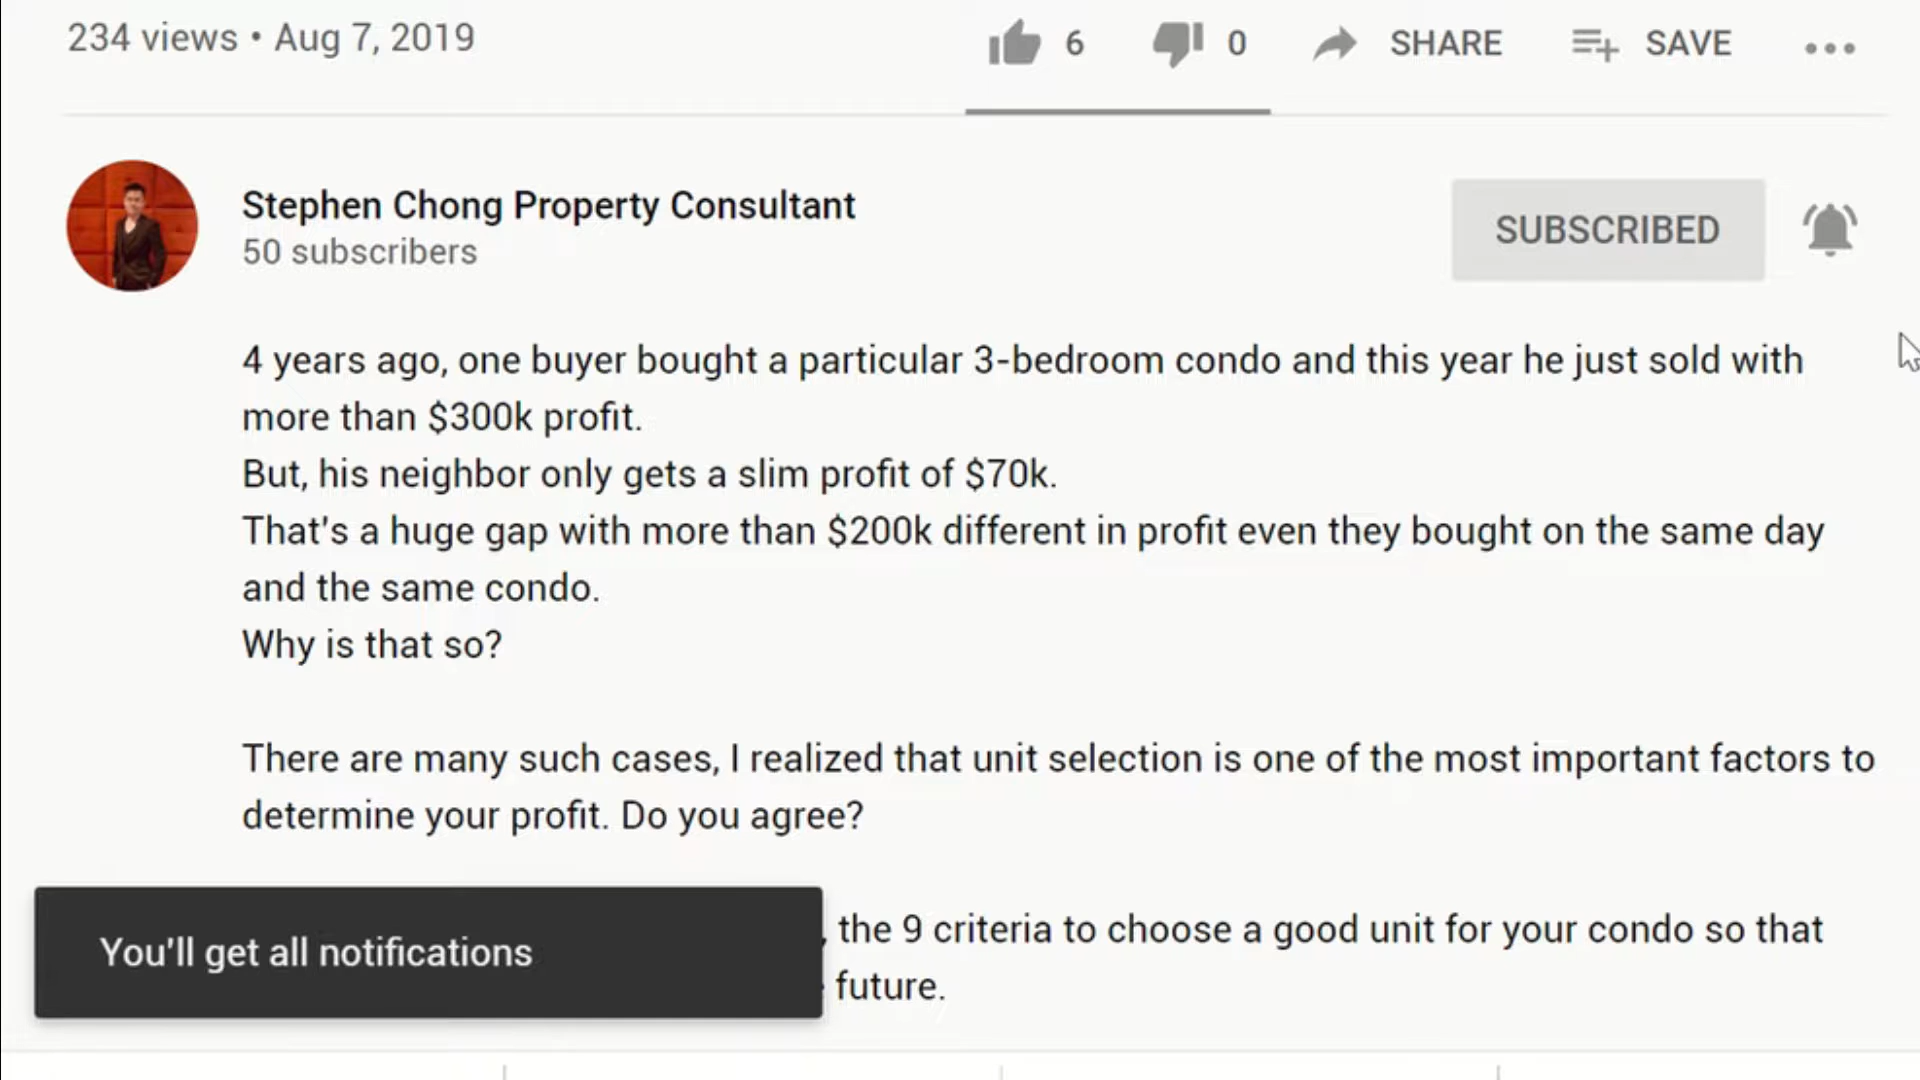 234 views • Aug 7, 2019
6 0 SHARE SAVE
Stephen Chong Property Consultant
50 subscribers
SUBSCRIBED
4 years ago, one buyer bought a particular 3-bedroom condo and this year he just sold with
more than $300k profit.
But, his neighbor only gets a slim profit of $70k.
That's a huge gap with more than $200k different in profit even they bought on the same day
and the same condo.
Why is that so?
There are many such cases, I realized that unit selection is one of the most important factors to
determine your profit. Do you agree?
the 9 criteria to choose a good unit for your condo so that
future.
You'll get all notifications